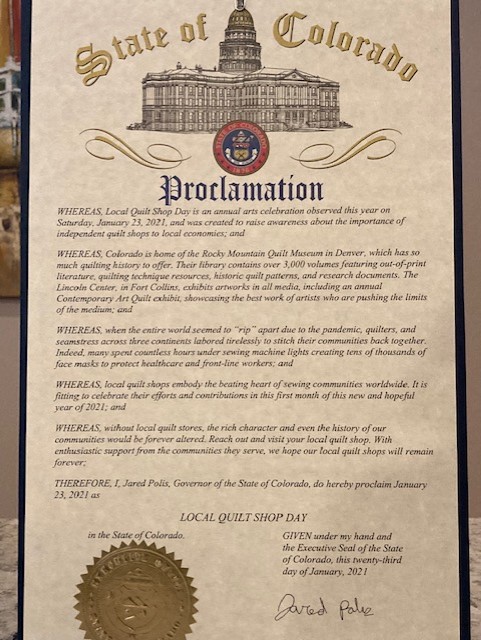 State of Colorado
STATE OF COLORADO
1876
Proclamation
WHEREAS, Local Quilt Shop Day is an annual arts celebration observed this year on
Saturday, January 23, 2021, and was created to raise awareness about the importance of
independent quilt shops to local economies; and
WHEREAS, Colorado is home of the Rocky Mountain Quilt Museum in Denver, which has so
much quilting history to offer. Their library contains over 3,000 volumes featuring out-of-print
literature, quilting technique resources, historic quilt patterns, and research documents. The
Lincoln Center, in Fort Collins, exhibits artworks in all media, including an annual
Contemporary Art Quilt exhibit, showcasing the best work of artists who are pushing the limits
of the medium; and
WHEREAS, when the entire world seemed to "rip" apart due to the pandemic, quilters, and
seamstress across three continents labored tirelessly to stitch their communities back together.
Indeed, many spent countless hours under sewing machine lights creating tens of thousands of
face masks to protect healthcare and front-line workers; and
WHEREAS, local quilt shops embody the beating heart of sewing communities worldwide. It is
fitting to celebrate their efforts and contributions in this first month of this new and hopeful
year of 2021; and
WHEREAS, without local quilt stores, the rich character and even the history of our
communities would be forever altered. Reach out and visit your local quilt shop. With
enthusiastic support from the communities they serve, we hope our local quilt shops will remain
forever;
THEREFORE, I, Jared Polis, Governor of the State of Colorado, do hereby proclaim January
23, 2021 as
LOCAL QUILT SHOP DAY
in the State of Colorado.
GIVEN under my hand and
the Executive Seal of the State
of Colorado, this twenty-third
day of January, 2021
Jared Polis